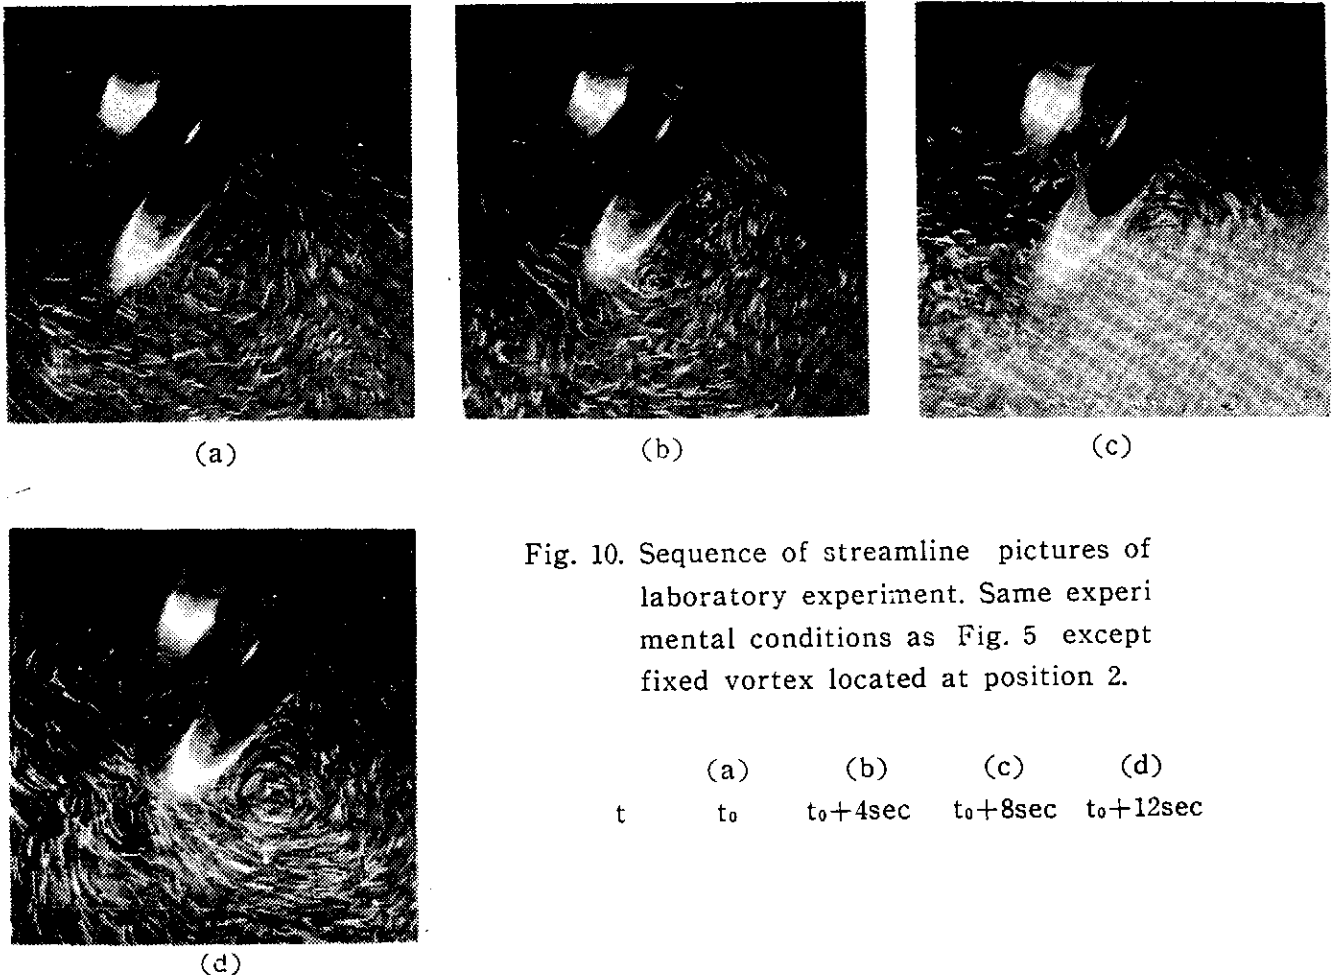 (a)
(b)
(c)
(d)
Fig. 10. Sequence of streamline pictures of
laboratory experiment. Same experi
mental conditions as Fig. 5 except
fixed vortex located at position 2.
(a) (b) (c) (d)
t t₀ t₀+4sec t₀+8sec t₀+12sec